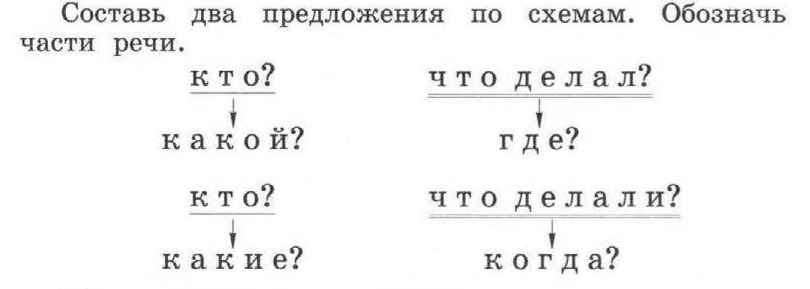 Составь два предложения по схемам. Обозначь
части речи.
кто? что делал?
какой? где?
кто? что делали?
какие? когда?